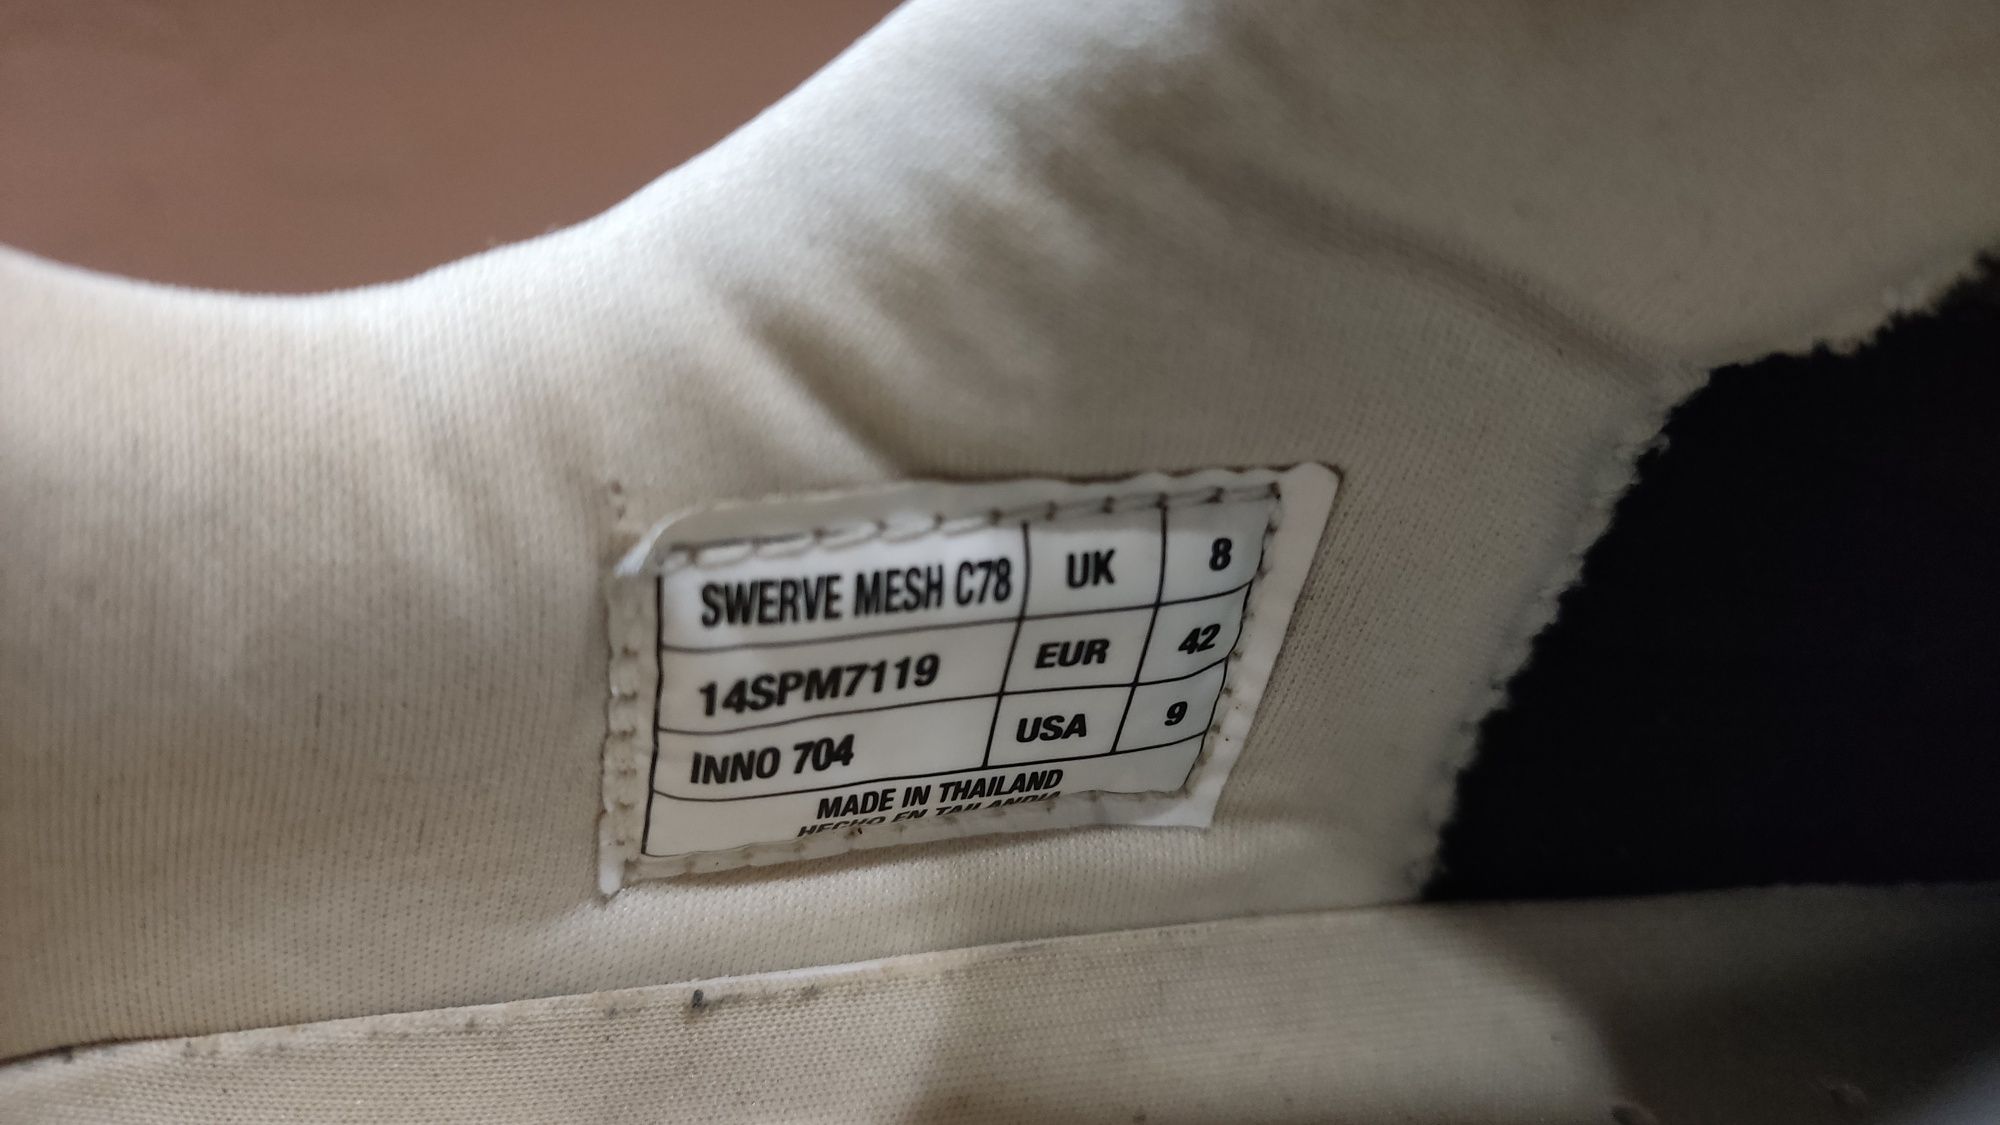 SWERVE MESH C78 UK 8
14SPM7119 EUR 42
INNO 704 USA 9
MADE IN THAILAND
HECHO EN TAILANDIA